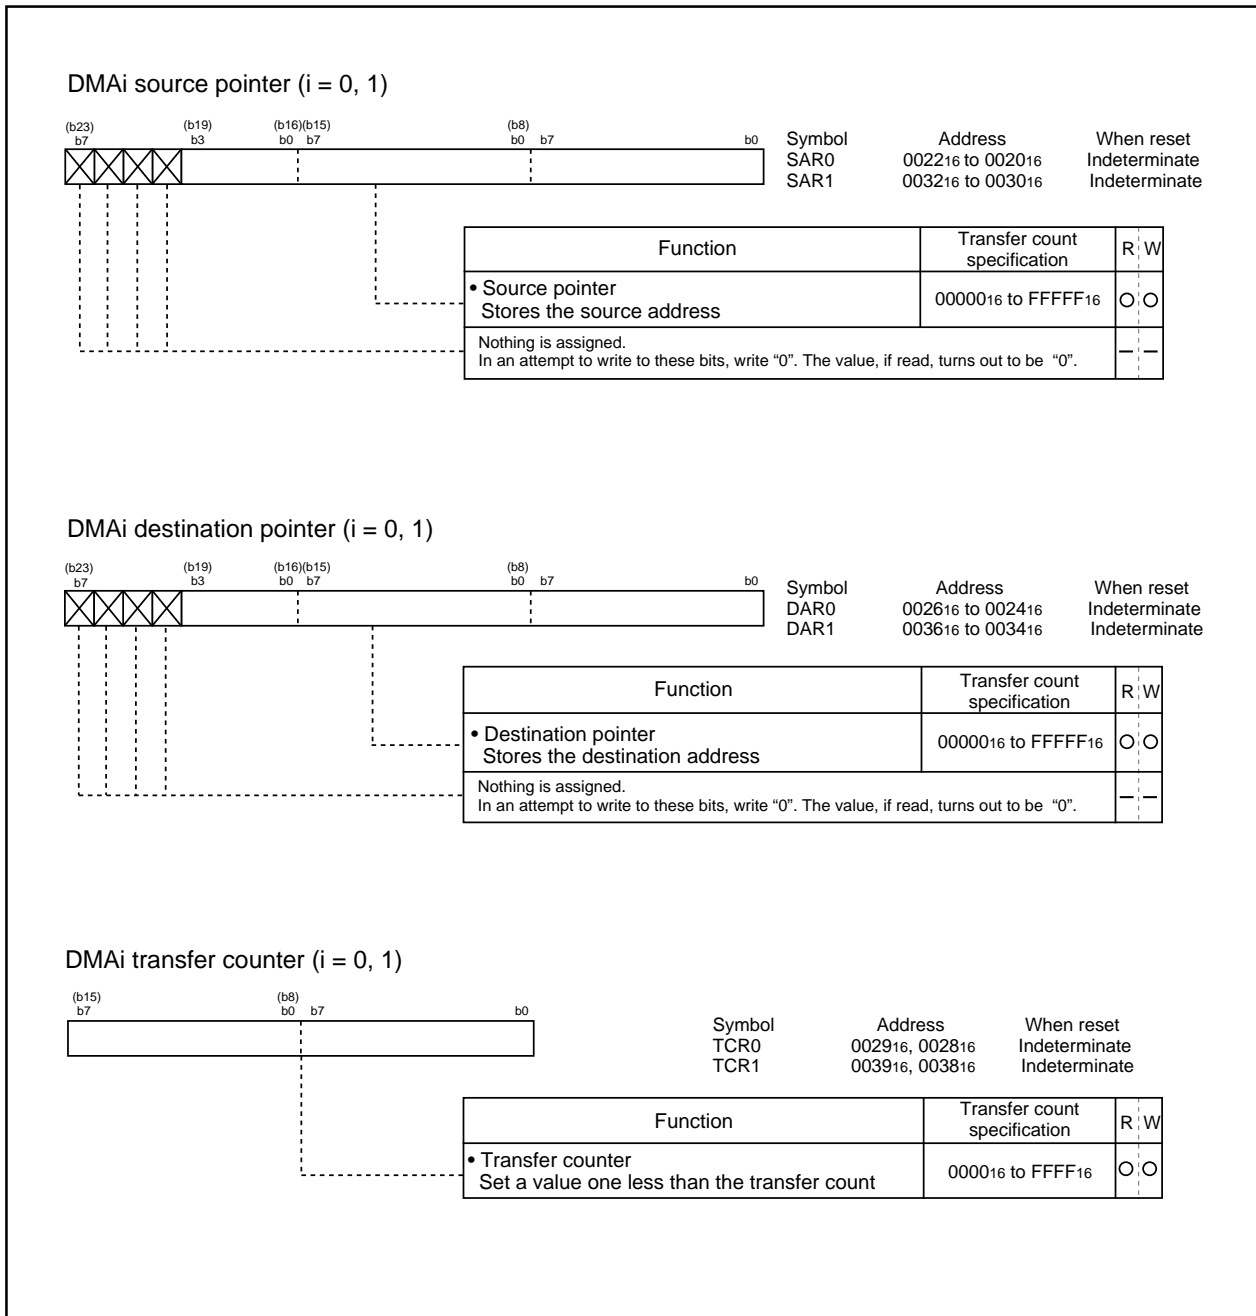 DMAi source pointer (i = 0, 1)
(b23) (b19) (b16)(b15) (b8)
b7 b3 b0 b7 b0 b7 b0
Symbol Address When reset
SAR0 002216 to 002016 Indeterminate
SAR1 003216 to 003016 Indeterminate
Function Transfer count specification R W
• Source pointer
Stores the source address 0000016 to FFFFF16
Nothing is assigned.
In an attempt to write to these bits, write “0”. The value, if read, turns out to be “0”.
DMAi destination pointer (i = 0, 1)
(b23) (b19) (b16)(b15) (b8)
b7 b3 b0 b7 b0 b7 b0
Symbol Address When reset
DAR0 002616 to 002416 Indeterminate
DAR1 003616 to 003416 Indeterminate
Function Transfer count specification R W
• Destination pointer
Stores the destination address 0000016 to FFFFF16
Nothing is assigned.
In an attempt to write to these bits, write “0”. The value, if read, turns out to be “0”.
DMAi transfer counter (i = 0, 1)
(b15) (b8)
b7 b0 b7 b0
Symbol Address When reset
TCR0 002916, 002816 Indeterminate
TCR1 003916, 003816 Indeterminate
Function Transfer count specification R W
• Transfer counter
Set a value one less than the transfer count 000016 to FFFF16